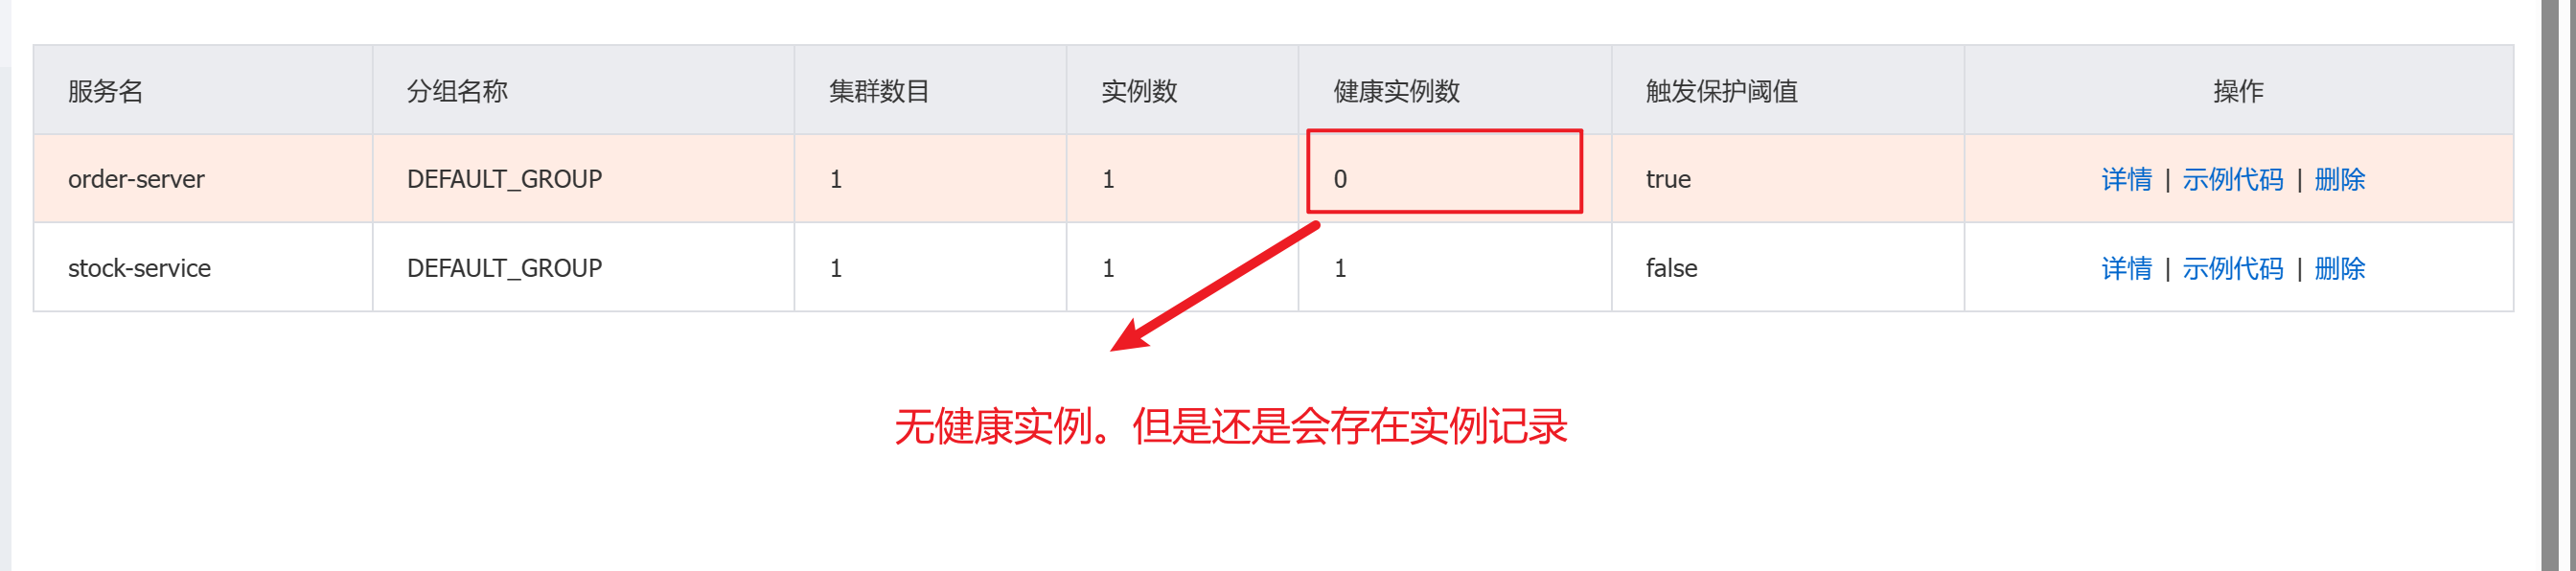 服务名 分组名称 集群数目 实例数 健康实例数 触发保护阈值 操作
order-server DEFAULT_GROUP 1 1 0 true 详情 | 示例代码 | 删除
stock-service DEFAULT_GROUP 1 1 1 false 详情 | 示例代码 | 删除
无健康实例。但是还是会存在实例记录